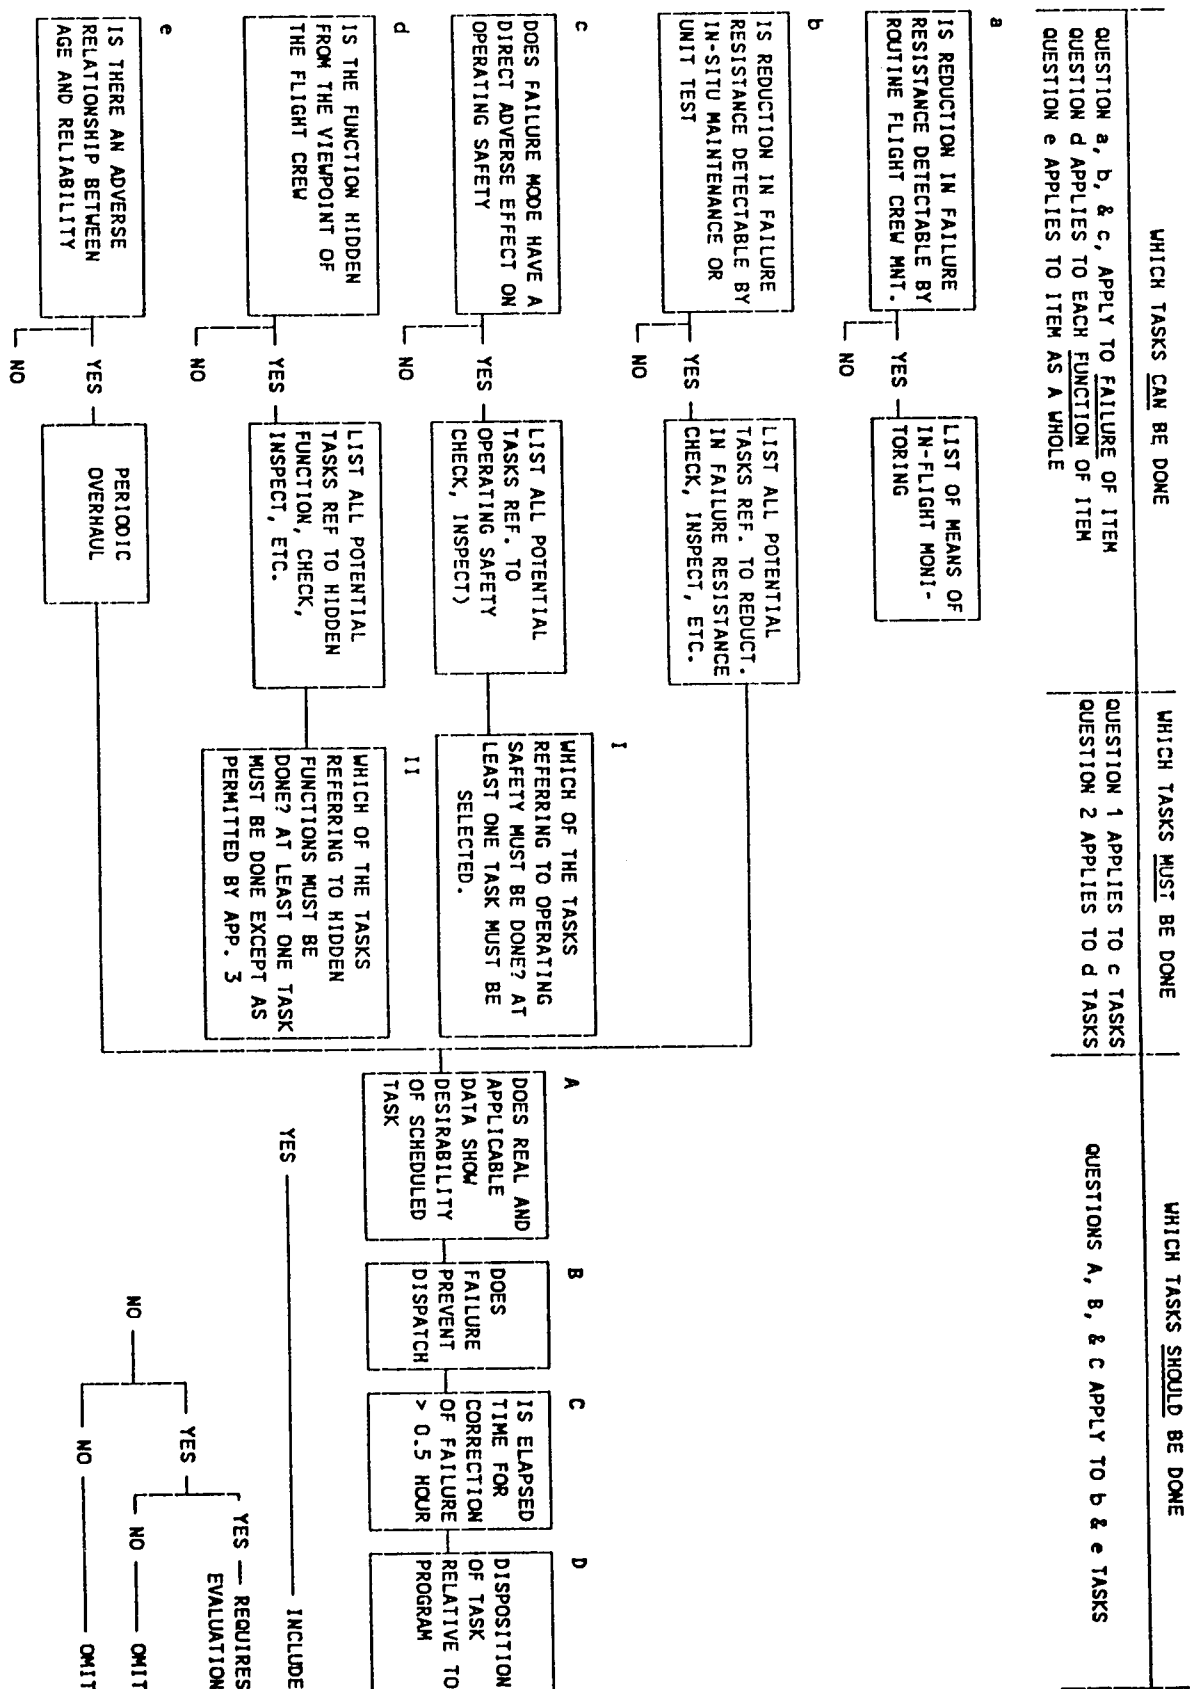 WHICH TASKS CAN BE DONE
QUESTION a, b, & c, APPLY TO FAILURE OF ITEM
QUESTION d APPLIES TO EACH FUNCTION OF ITEM
QUESTION e APPLIES TO ITEM AS A WHOLE
WHICH TASKS MUST BE DONE
QUESTION 1 APPLIES TO c TASKS
QUESTION 2 APPLIES TO d TASKS
WHICH TASKS SHOULD BE DONE
QUESTIONS A, B, & C APPLY TO b & e TASKS
a
IS REDUCTION IN FAILURE
RESISTANCE DETECTABLE BY
ROUTINE FLIGHT CREW MNT.
YES
NO
LIST OF MEANS OF
IN-FLIGHT MONI-
TORING
b
IS REDUCTION IN FAILURE
RESISTANCE DETECTABLE BY
IN-SITU MAINTENANCE OR
UNIT TEST
YES
NO
LIST ALL POTENTIAL
TASKS REF. TO REDUCT.
IN FAILURE RESISTANCE
CHECK, INSPECT, ETC.
c
DOES FAILURE MODE HAVE A
DIRECT ADVERSE EFFECT ON
OPERATING SAFETY
YES
NO
LIST ALL POTENTIAL
TASKS REF. TO
OPERATING SAFETY
CHECK, INSPECT)
I
WHICH OF THE TASKS
REFERRING TO OPERATING
SAFETY MUST BE DONE? AT
LEAST ONE TASK MUST BE
SELECTED.
d
IS THE FUNCTION HIDDEN
FROM THE VIEWPOINT OF
THE FLIGHT CREW
YES
NO
LIST ALL POTENTIAL
TASKS REF TO HIDDEN
FUNCTION, CHECK,
INSPECT, ETC.
II
WHICH OF THE TASKS
REFERRING TO HIDDEN
FUNCTIONS MUST BE
DONE? AT LEAST ONE TASK
MUST BE DONE EXCEPT AS
PERMITTED BY APP. 3
e
IS THERE AN ADVERSE
RELATIONSHIP BETWEEN
AGE AND RELIABILITY
YES
NO
PERIODIC
OVERHAUL
A
DOES REAL AND
APPLICABLE
DATA SHOW
DESIRABILITY
OF SCHEDULED
TASK
B
DOES
FAILURE
PREVENT
DISPATCH
C
IS ELAPSED
TIME FOR
CORRECTION
OF FAILURE
> 0.5 HOUR
D
DISPOSITION
OF TASK
RELATIVE TO
PROGRAM
YES
INCLUDE
NO
YES
YES
REQUIRES
EVALUATION
NO
OMIT
NO
OMIT